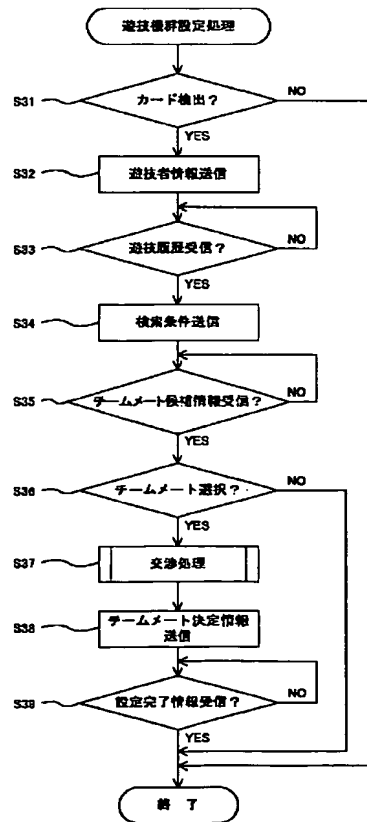 遊技機群設定処理
S31
カード検出？
NO
YES
S32
遊技者情報送信
S33
遊技履歴受信？
NO
YES
S34
検索条件送信
S35
チームメート候補情報受信？
NO
YES
S36
チームメート選択？
NO
YES
S37
交渉処理
S38
チームメート決定情報
送信
S39
設定完了情報受信？
NO
YES
終 了